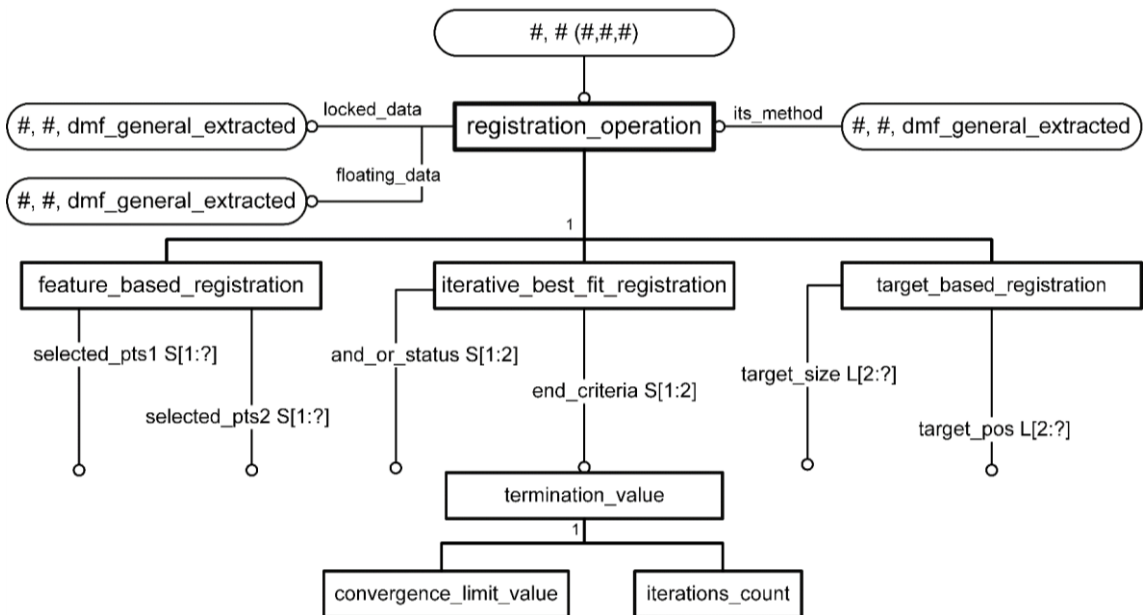 #, # (#,#,#)
locked_data
#, #, dmf_general_extracted
registration_operation
its_method
#, #, dmf_general_extracted
floating_data
#, #, dmf_general_extracted
1
feature_based_registration
iterative_best_fit_registration
target_based_registration
selected_pts1 S[1:?]
and_or_status S[1:2]
target_size L[2:?]
end_criteria S[1:2]
selected_pts2 S[1:?]
target_pos L[2:?]
termination_value
1
convergence_limit_value
iterations_count